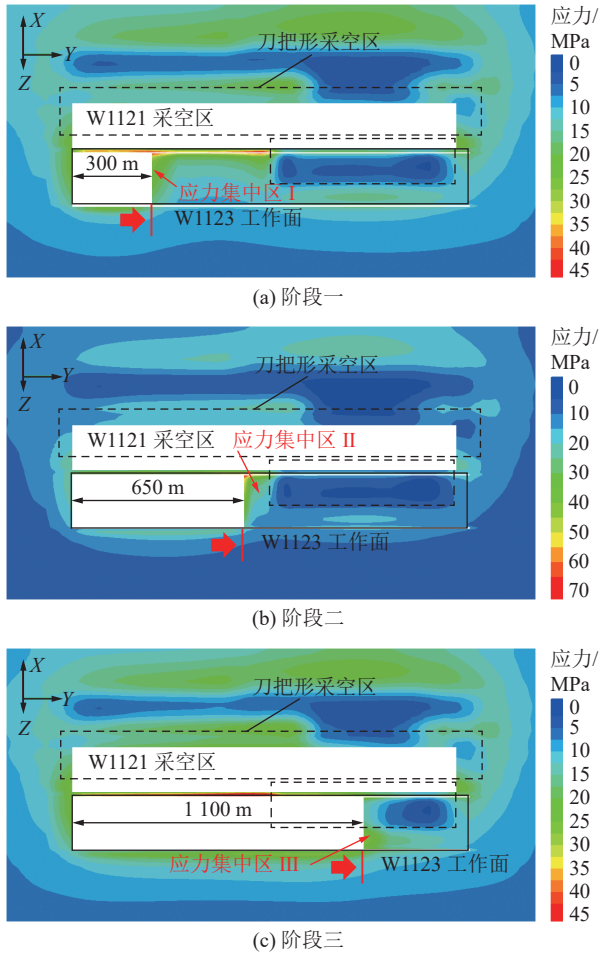 X
Y
Z
刀把形采空区
W1121 采空区
300 m
应力集中区 I
W1123 工作面
应力/
MPa
0
5
10
15
20
25
30
35
40
45
(a) 阶段一
X
Y
Z
刀把形采空区
W1121 采空区
应力集中区 II
650 m
W1123 工作面
应力/
MPa
0
10
20
30
40
50
60
70
(b) 阶段二
X
Y
Z
刀把形采空区
W1121 采空区
1 100 m
应力集中区 III
W1123 工作面
应力/
MPa
0
5
10
15
20
25
30
35
40
45
(c) 阶段三